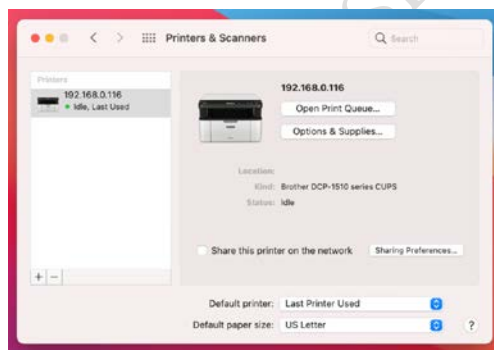 Printers & Scanners
Search
Printers
192.168.0.116
Idle, Last Used
192.168.0.116
Open Print Queue...
Options & Supplies...
Location:
Kind: Brother DCP-1510 series CUPS
Status: Idle
Share this printer on the network
Sharing Preferences...
+ −
Default printer: Last Printer Used
Default paper size: US Letter
?